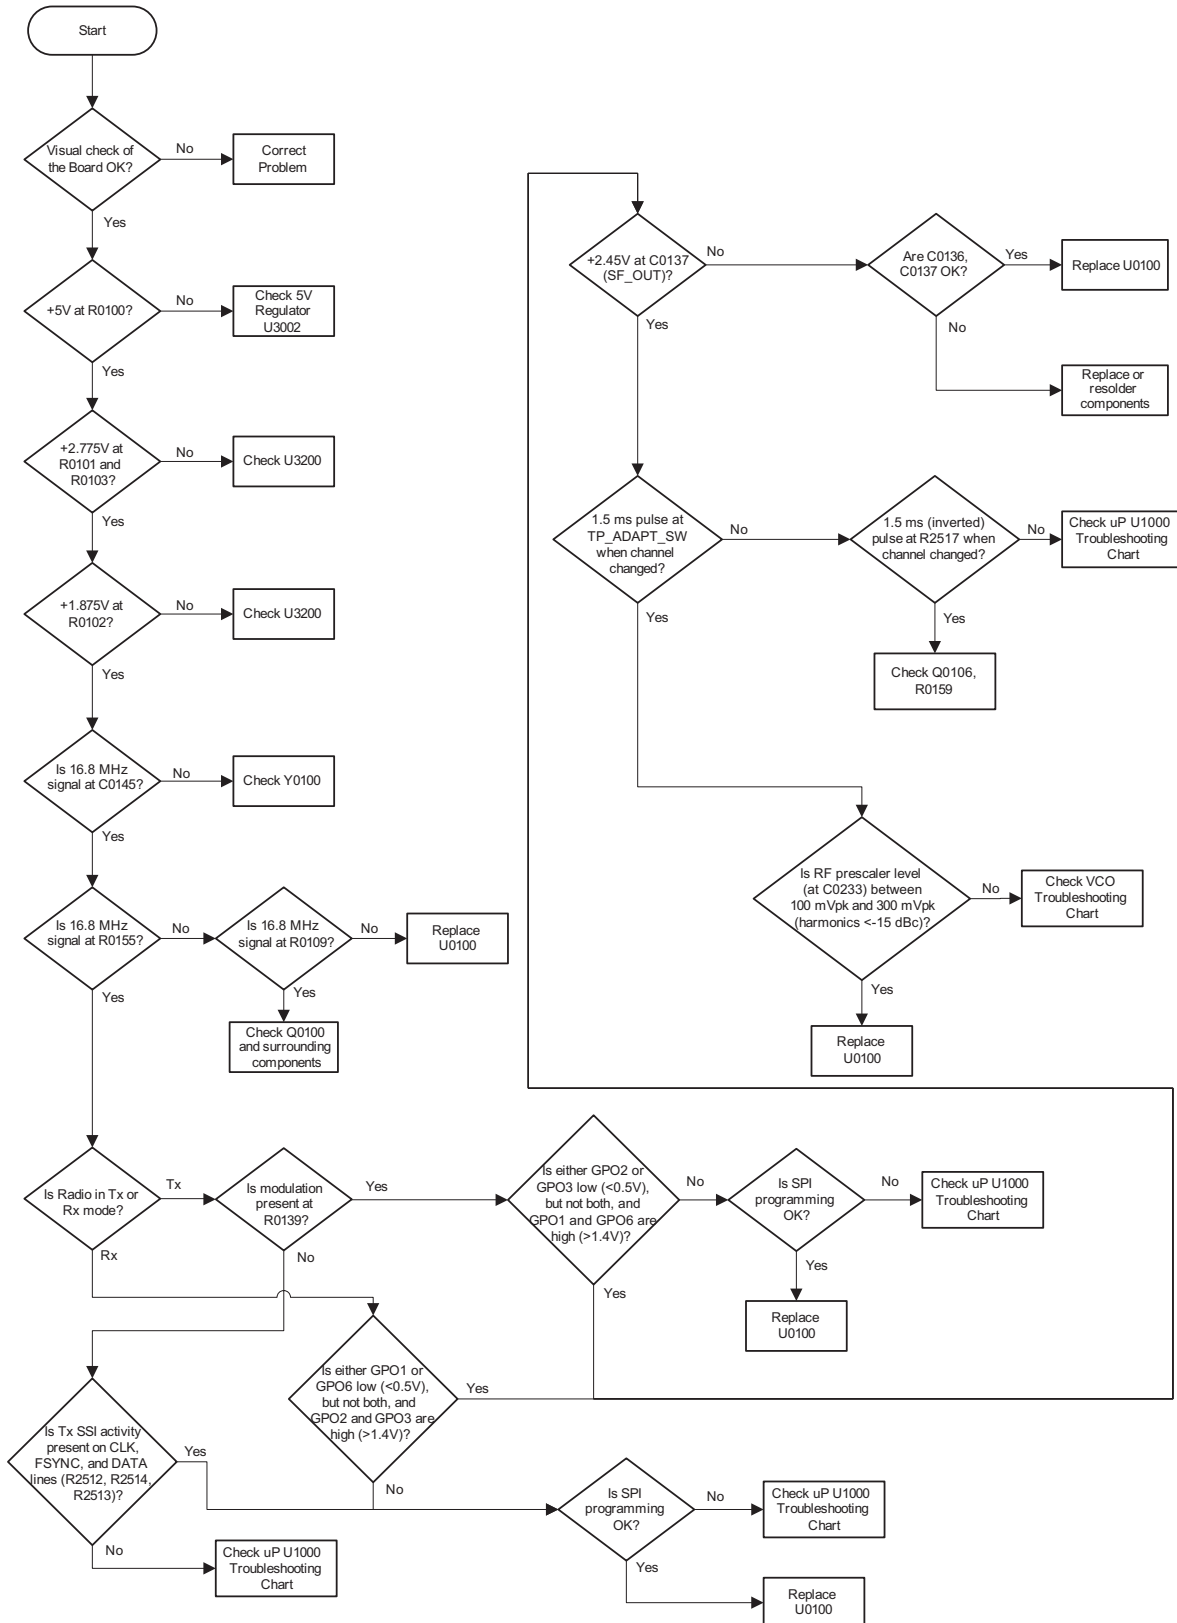 Start
Visual check of
the Board OK?
No
Correct
Problem
Yes
+5V at R0100?
No
Check 5V
Regulator
U3002
Yes
+2.775V at
R0101 and
R0103?
No
Check U3200
Yes
+1.875V at
R0102?
No
Check U3200
Yes
Is 16.8 MHz
signal at C0145?
No
Check Y0100
Yes
Is 16.8 MHz
signal at R0155?
No
Is 16.8 MHz
signal at R0109?
No
Replace
U0100
Yes
Check Q0100
and surrounding
components
Yes
+2.45V at C0137
(SF_OUT)?
No
Are C0136,
C0137 OK?
Yes
Replace U0100
No
Replace or
resolder
components
Yes
1.5 ms pulse at
TP_ADAPT_SW
when channel
changed?
No
1.5 ms (inverted)
pulse at R2517 when
channel changed?
No
Check uP U1000
Troubleshooting
Chart
Yes
Check Q0106,
R0159
Yes
Is RF prescaler level
(at C0233) between
100 mVpk and 300 mVpk
(harmonics <-15 dBc)?
No
Check VCO
Troubleshooting
Chart
Yes
Replace
U0100
Is Radio in Tx or
Rx mode?
Tx
Is modulation
present at
R0139?
Yes
Is either GPO2 or
GPO3 low (<0.5V),
but not both, and
GPO1 and GPO6 are
high (>1.4V)?
No
Is SPI
programming
OK?
No
Check uP U1000
Troubleshooting
Chart
Yes
Replace
U0100
Yes
Rx
No
Is either GPO1 or
GPO6 low (<0.5V),
but not both, and
GPO2 and GPO3 are
high (>1.4V)?
Yes
No
Is Tx SSI activity
present on CLK,
FSYNC, and DATA
lines (R2512, R2514,
R2513)?
Yes
No
Check uP U1000
Troubleshooting
Chart
Is SPI
programming
OK?
No
Check uP U1000
Troubleshooting
Chart
Yes
Replace
U0100